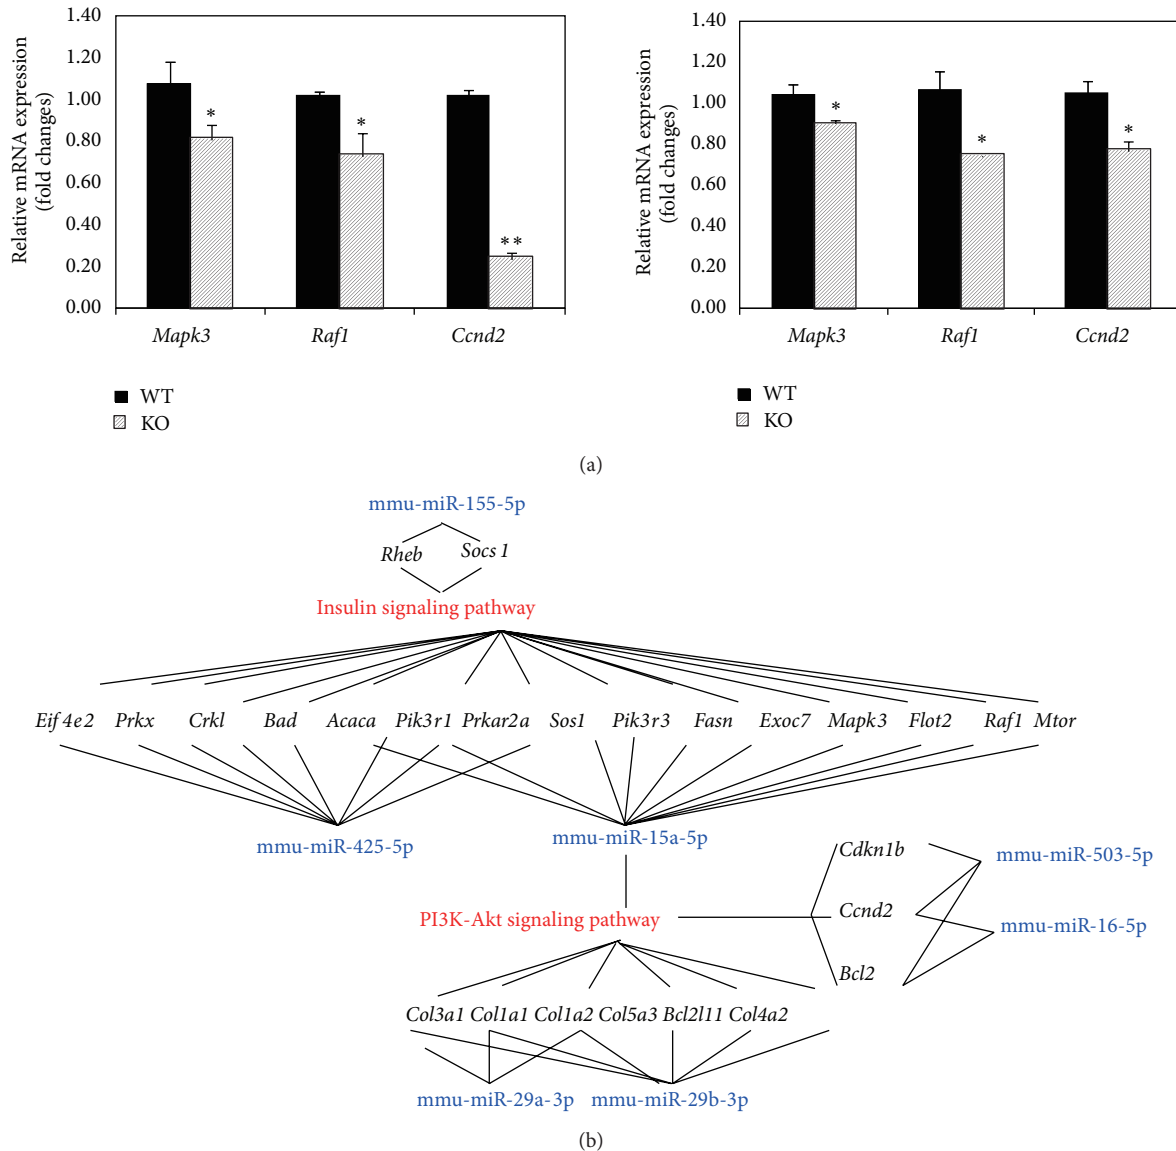 Relative mRNA expression
(fold changes)
1.40
1.20
1.00
0.80
0.60
0.40
0.20
0.00
*
*
**
Mapk3 Raf1 Ccnd2
WT
KO
Relative mRNA expression
(fold changes)
1.40
1.20
1.00
0.80
0.60
0.40
0.20
0.00
*
*
*
Mapk3 Raf1 Ccnd2
WT
KO
(a)
mmu-miR-155-5p
Rheb Socs 1
Insulin signaling pathway
Eif 4e2 Prkx Crkl Bad Acaca Pik3r1 Prkar2a Sos1 Pik3r3 Fasn Exoc7 Mapk3 Flot2 Raf1 Mtor
mmu-miR-425-5p mmu-miR-15a-5p
Cdkn1b mmu-miR-503-5p
PI3K-Akt signaling pathway Ccnd2 mmu-miR-16-5p
Bcl2
Col3a1 Col1a1 Col1a2 Col5a3 Bcl2l11 Col4a2
mmu-miR-29a-3p mmu-miR-29b-3p
(b)